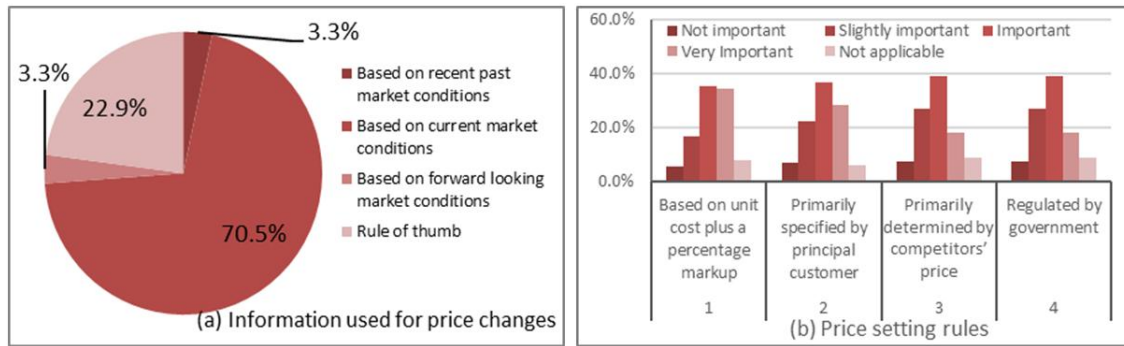 3.3%
3.3%
22.9%
70.5%
Based on recent past
market conditions
Based on current market
conditions
Based on forward looking
market conditions
Rule of thumb
(a) Information used for price changes
60.0%
40.0%
20.0%
0.0%
Not important
Slightly important
Important
Very Important
Not applicable
Based on unit
cost plus a
percentage
markup
Primarily
specified by
principal
customer
Primarily
determined by
competitors’
price
Regulated by
government
1
2
3
4
(b) Price setting rules